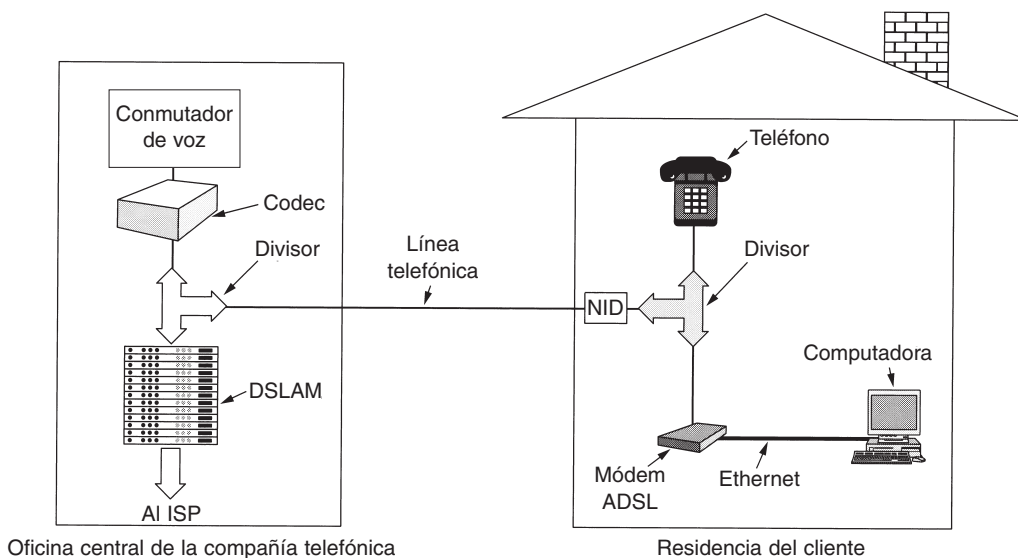 Conmutador
de voz
Codec
Divisor
DSLAM
Al ISP
Oficina central de la compañía telefónica
Línea
telefónica
NID
Teléfono
Divisor
Computadora
Módem
ADSL
Ethernet
Residencia del cliente